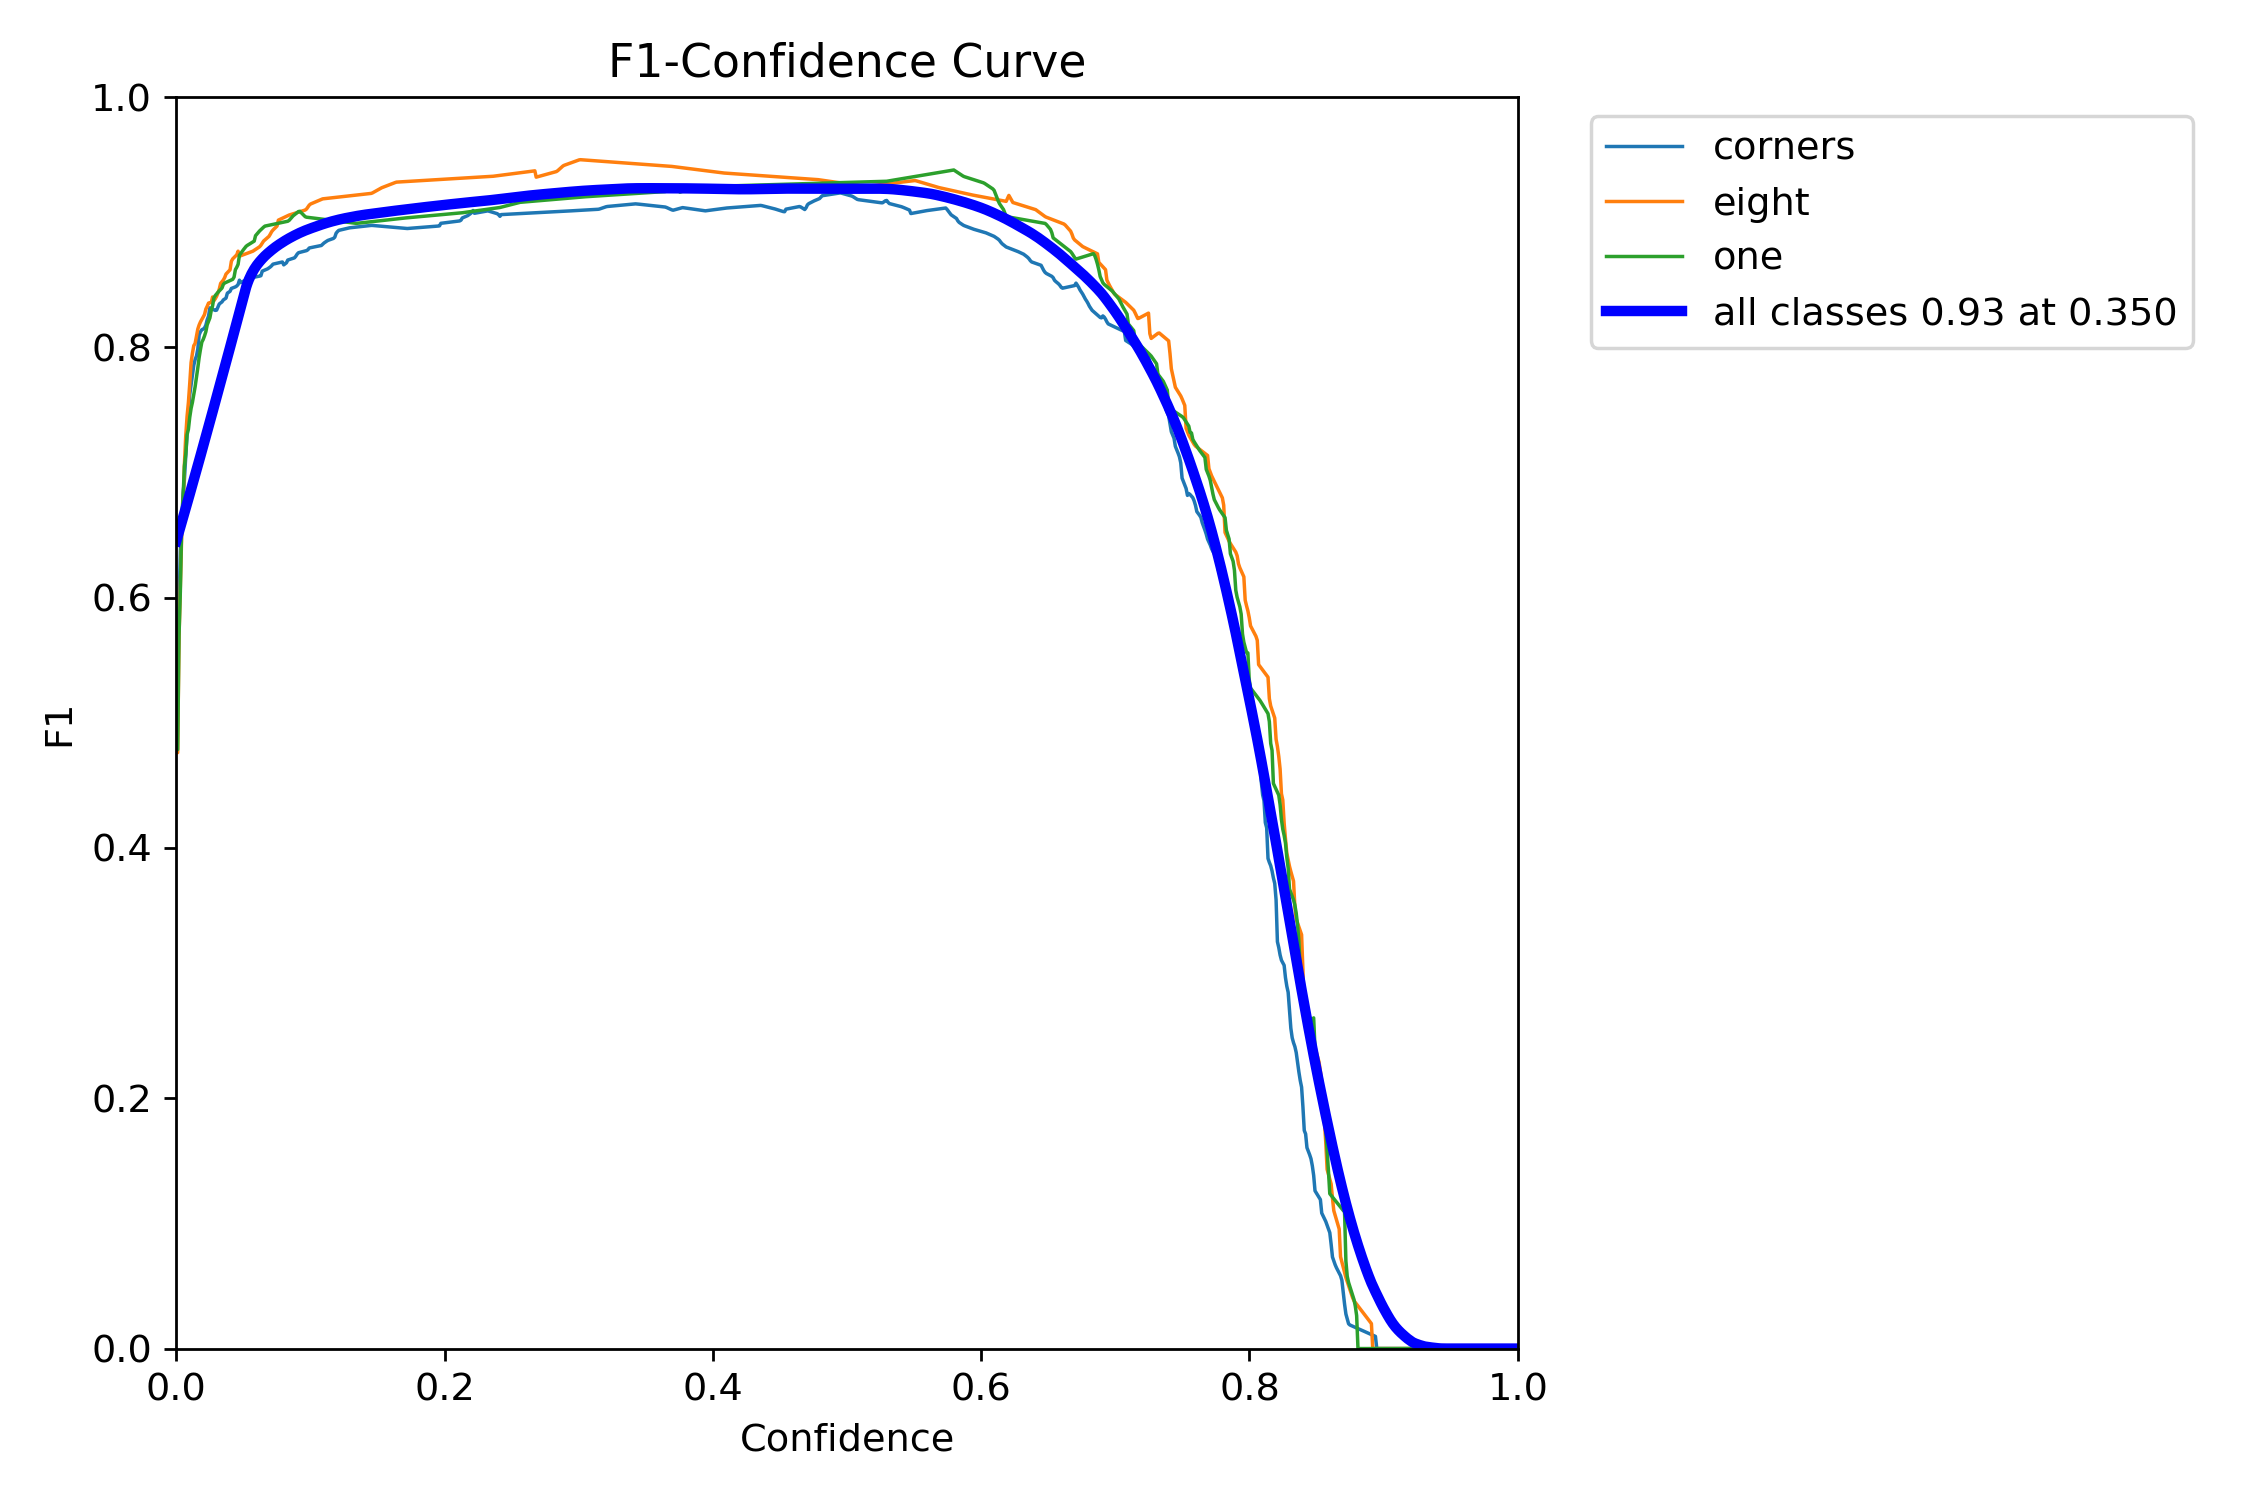 F1-Confidence Curve
1.0
0.8
0.6
0.4
0.2
0.0
F1
0.0 0.2 0.4 0.6 0.8 1.0
Confidence
corners
eight
one
all classes 0.93 at 0.350